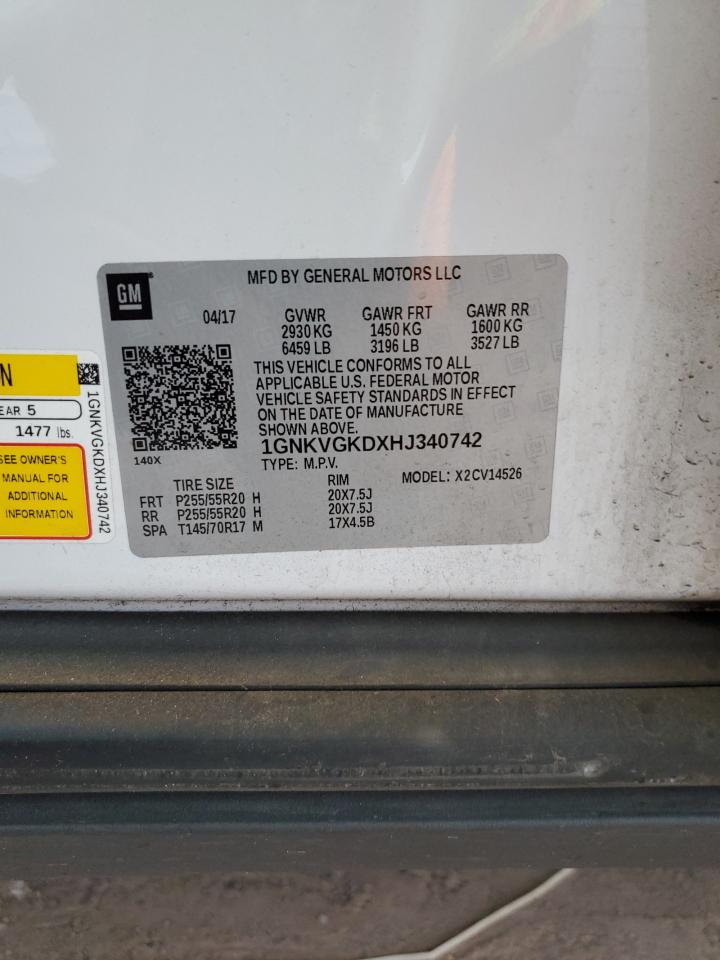 MFD BY GENERAL MOTORS LLC
GM
04/17 GVWR GAWR FRT GAWR RR
2930 KG 1450 KG 1600 KG
6459 LB 3196 LB 3527 LB
THIS VEHICLE CONFORMS TO ALL
APPLICABLE U.S. FEDERAL MOTOR
VEHICLE SAFETY STANDARDS IN EFFECT
ON THE DATE OF MANUFACTURE
SHOWN ABOVE.
1GNKVGKDXHJ340742
140X
TYPE: M.P.V. MODEL: X2CV14526
TIRE SIZE RIM
FRT P255/55R20 H 20X7.5J
RR P255/55R20 H 20X7.5J
SPA T145/70R17 M 17X4.5B
N
EAR 5
1477 lbs.
SEE OWNER'S
MANUAL FOR
ADDITIONAL
INFORMATION
1GNKVGKDXHJ340742